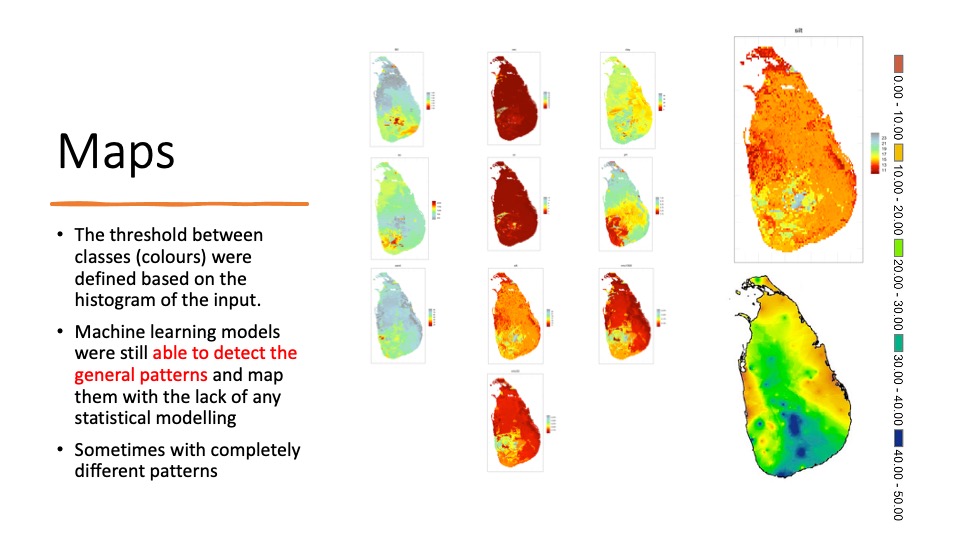 Maps
• The threshold between
classes (colours) were
defined based on the
histogram of the input.
• Machine learning models
were still able to detect the
general patterns and map
them with the lack of any
statistical modelling
• Sometimes with completely
different patterns
silt
0.00 - 10.00
10.00 - 20.00
20.00 - 30.00
30.00 - 40.00
40.00 - 50.00